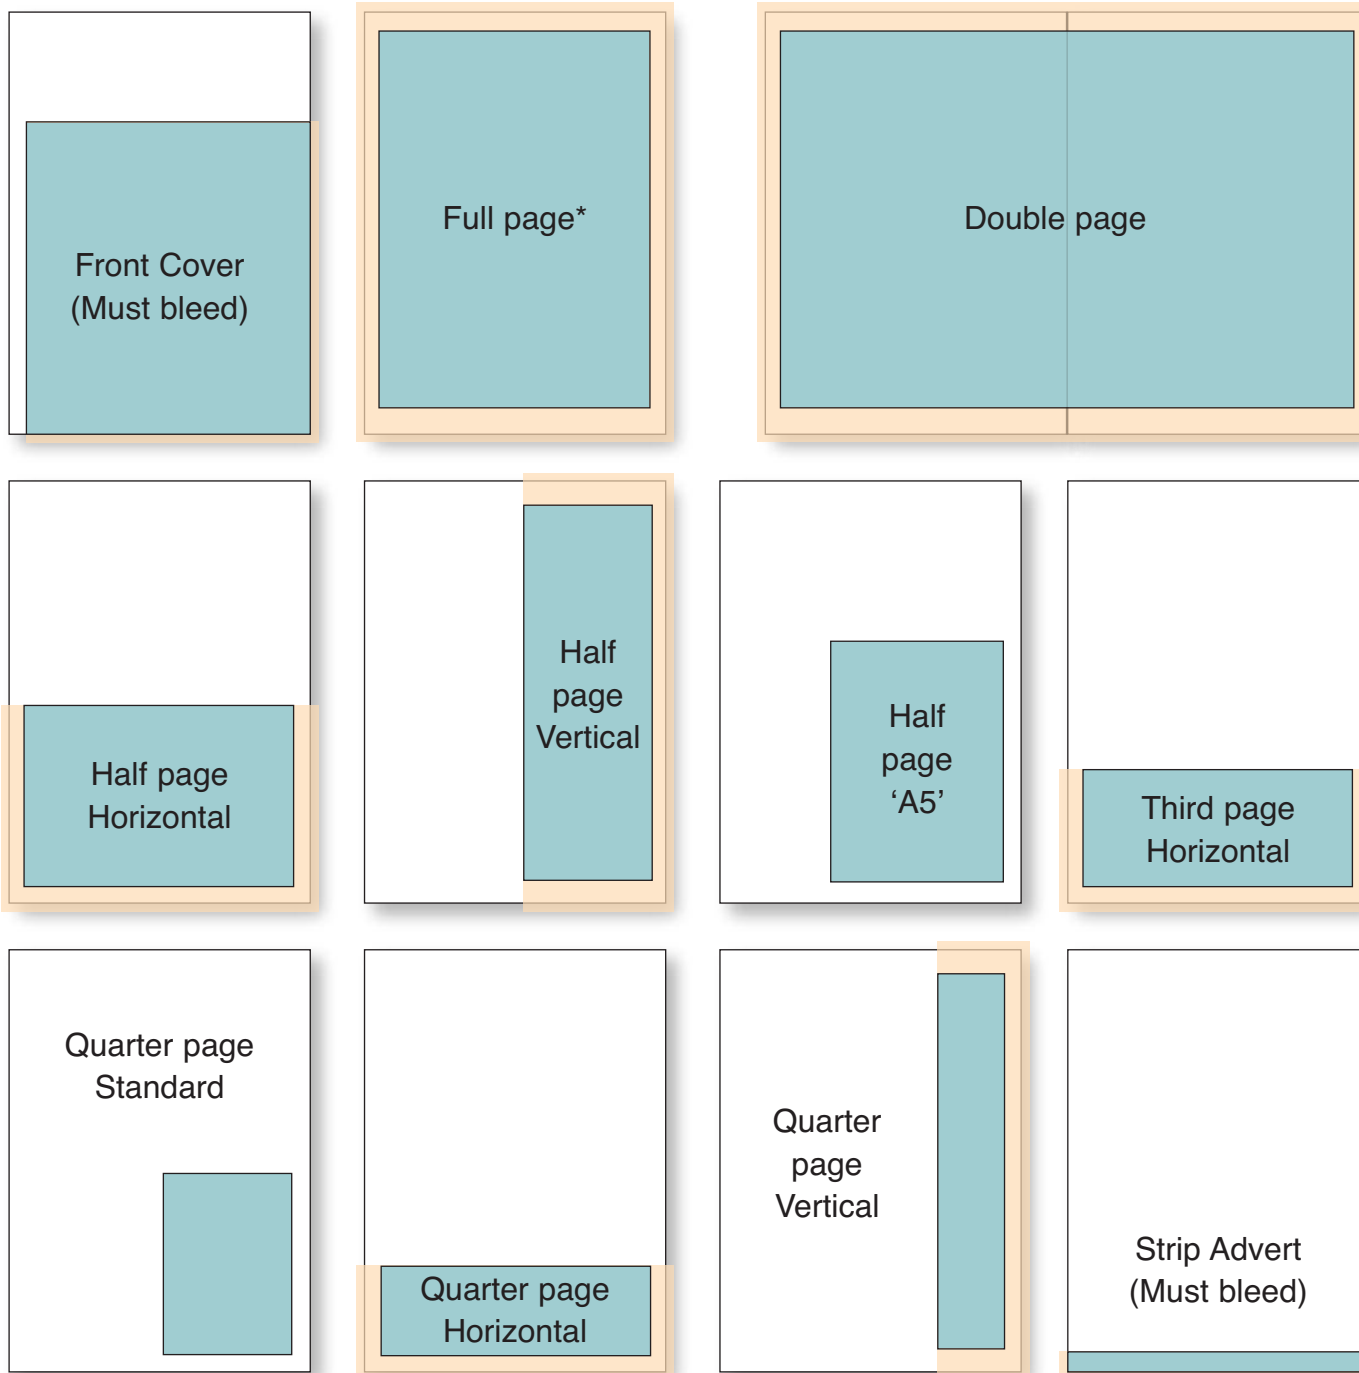 Front Cover
(Must bleed)
Full page*
Double page
Half page
Horizontal
Half
page
Vertical
Half
page
‘A5’
Third page
Horizontal
Quarter page
Standard
Quarter page
Horizontal
Quarter
page
Vertical
Strip Advert
(Must bleed)